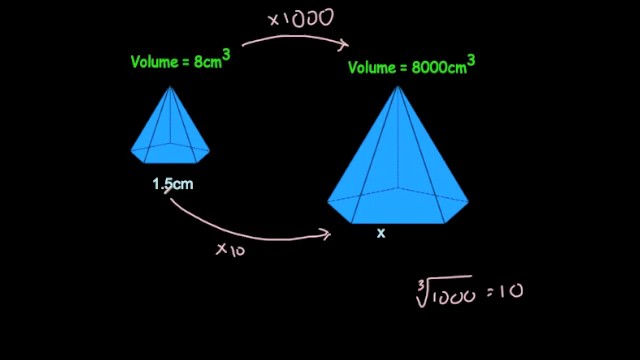 x1000
Volume = 8cm³
Volume = 8000cm³
1.5cm
x
x10
∛1000 = 10